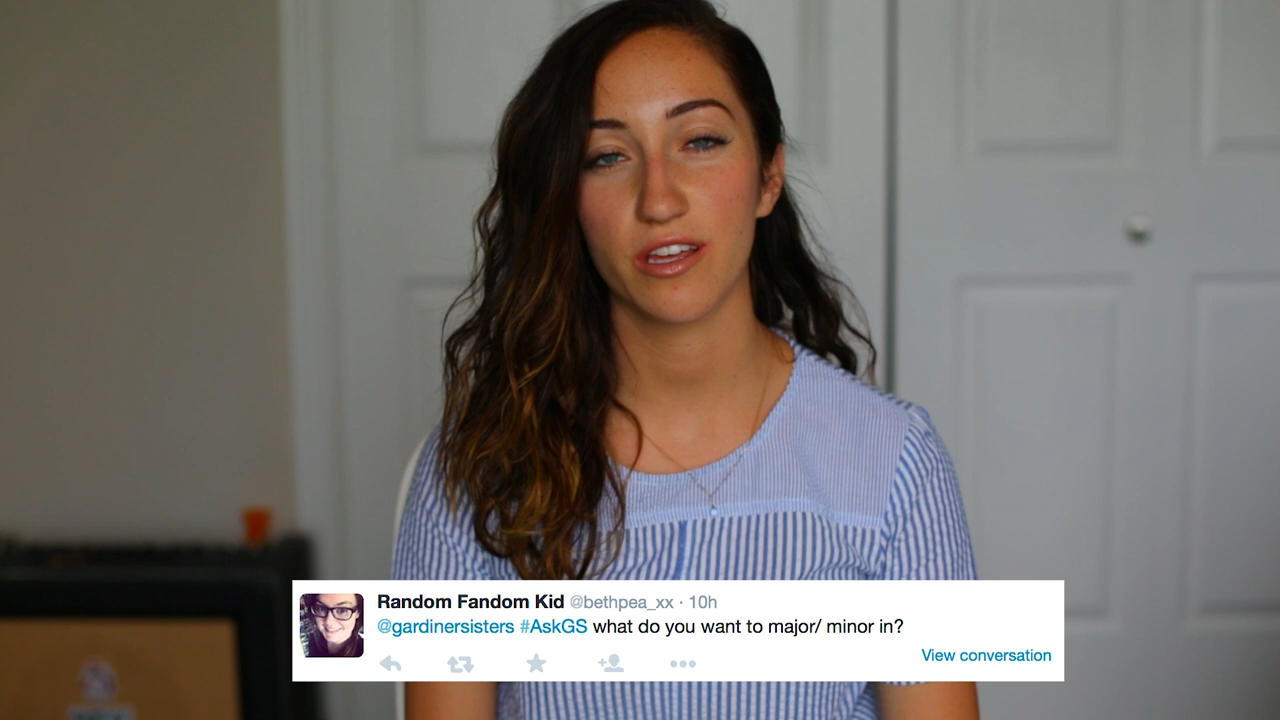 Random Fandom Kid @bethpea_xx · 10h
@gardinersisters #AskGS what do you want to major/ minor in?
View conversation